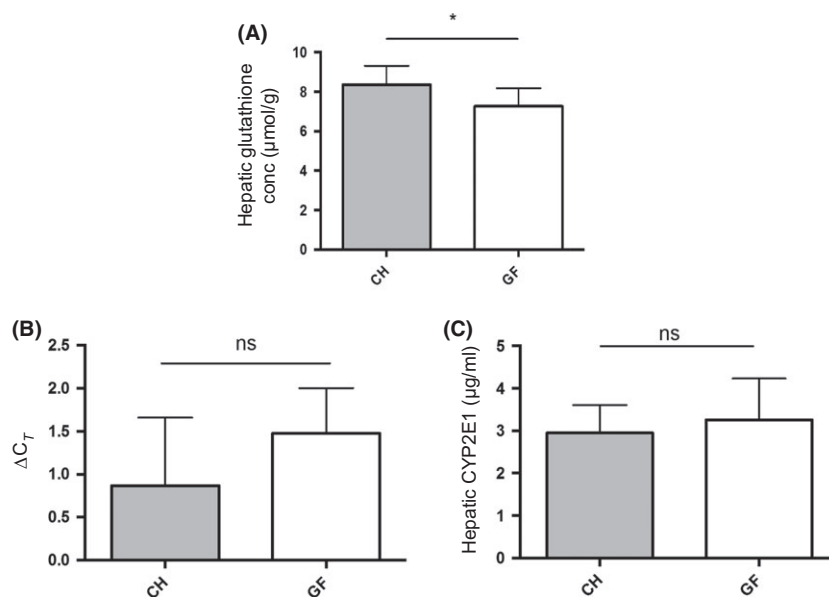 (A)
*
Hepatic glutathione
conc (µmol/g)
10
8
6
4
2
0
CH
GF
(B)
ns
ΔC_T
2.5
2.0
1.5
1.0
0.5
0.0
CH
GF
(C)
ns
Hepatic CYP2E1 (µg/ml)
5
4
3
2
1
0
CH
GF